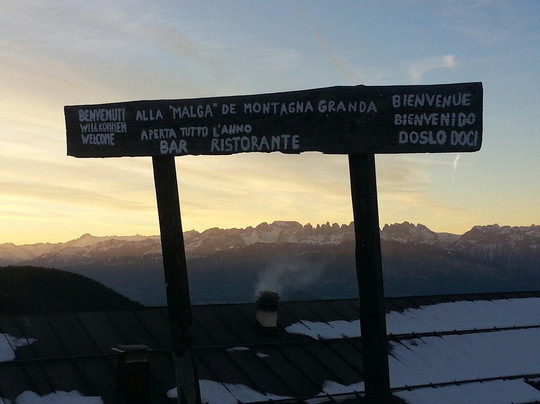 BENVENUTI
WILLKOMMEN
WELCOME
ALLA "MALGA" DE MONTAGNA GRANDA
APERTA TUTTO L'ANNO
BAR RISTORANTE
BIENVENUE
BIENVENIDO
DOSLO DOCI